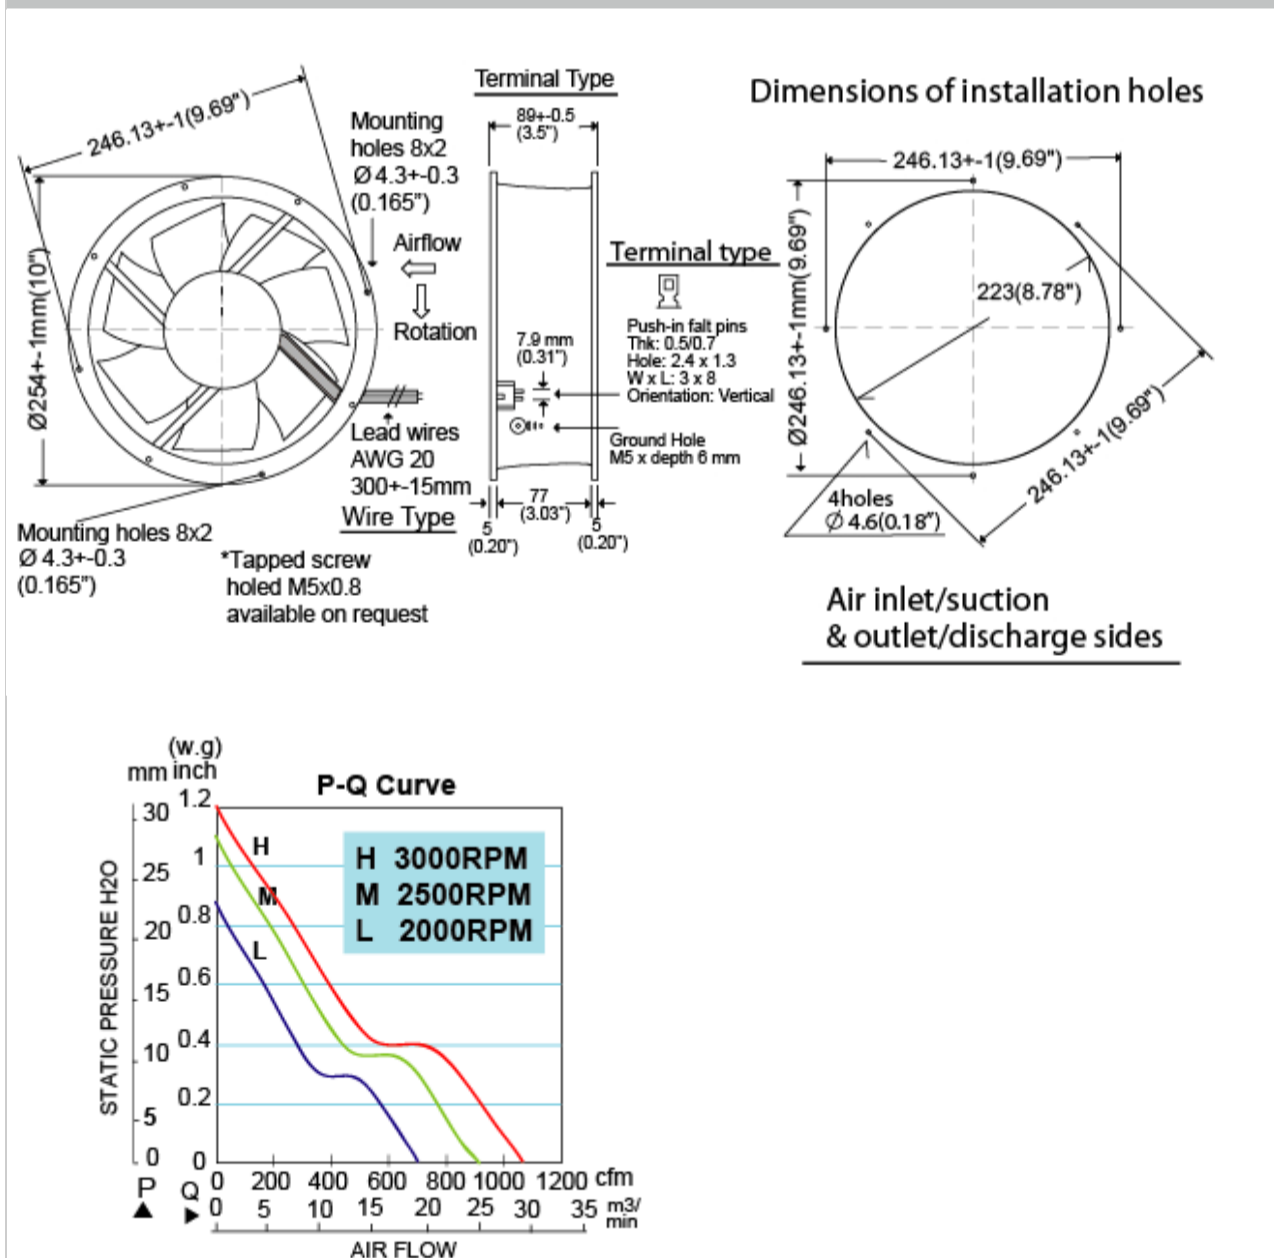 246.13+-1(9.69")
Ø254+-1mm(10")
Mounting
holes 8x2
Ø 4.3+-0.3
(0.165")
Airflow
Rotation
Lead wires
AWG 20
300+-15mm
Wire Type
Mounting holes 8x2
Ø 4.3+-0.3
(0.165")
*Tapped screw
holed M5x0.8
available on request
Terminal Type
89+-0.5
(3.5")
7.9 mm
(0.31")
77
(3.03")
5
(0.20")
5
(0.20")
Terminal type
Push-in falt pins
Thk: 0.5/0.7
Hole: 2.4 x 1.3
W x L: 3 x 8
Orientation: Vertical
Ground Hole
M5 x depth 6 mm
Dimensions of installation holes
246.13+-1(9.69")
Ø246.13+-1mm(9.69")
223(8.78")
246.13+-1(9.69")
4holes
Ø 4.6(0.18")
Air inlet/suction
& outlet/discharge sides
P-Q Curve
(w.g)
mm inch
30 1.2
25 1
20 0.8
15 0.6
10 0.4
5 0.2
0 0
STATIC PRESSURE H2O
H
M
L
H 3000RPM
M 2500RPM
L 2000RPM
P Q
0 200 400 600 800 1000 1200 cfm
0 5 10 15 20 25 30 35 m3/
min
AIR FLOW